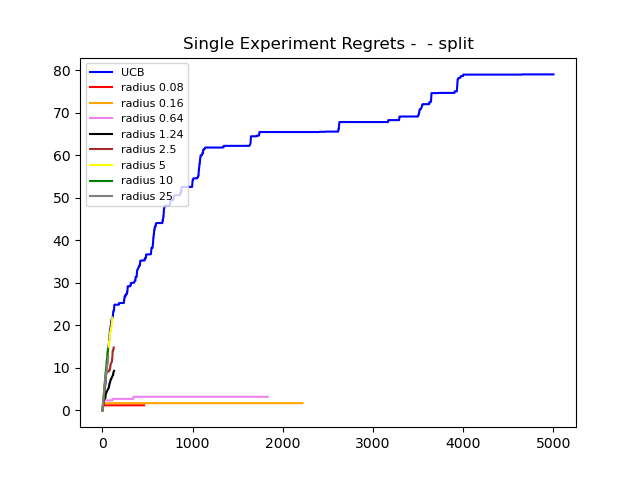 Single Experiment Regrets -  - split
80
70
60
50
40
30
20
10
0
UCB
radius 0.08
radius 0.16
radius 0.64
radius 1.24
radius 2.5
radius 5
radius 10
radius 25
0 1000 2000 3000 4000 5000